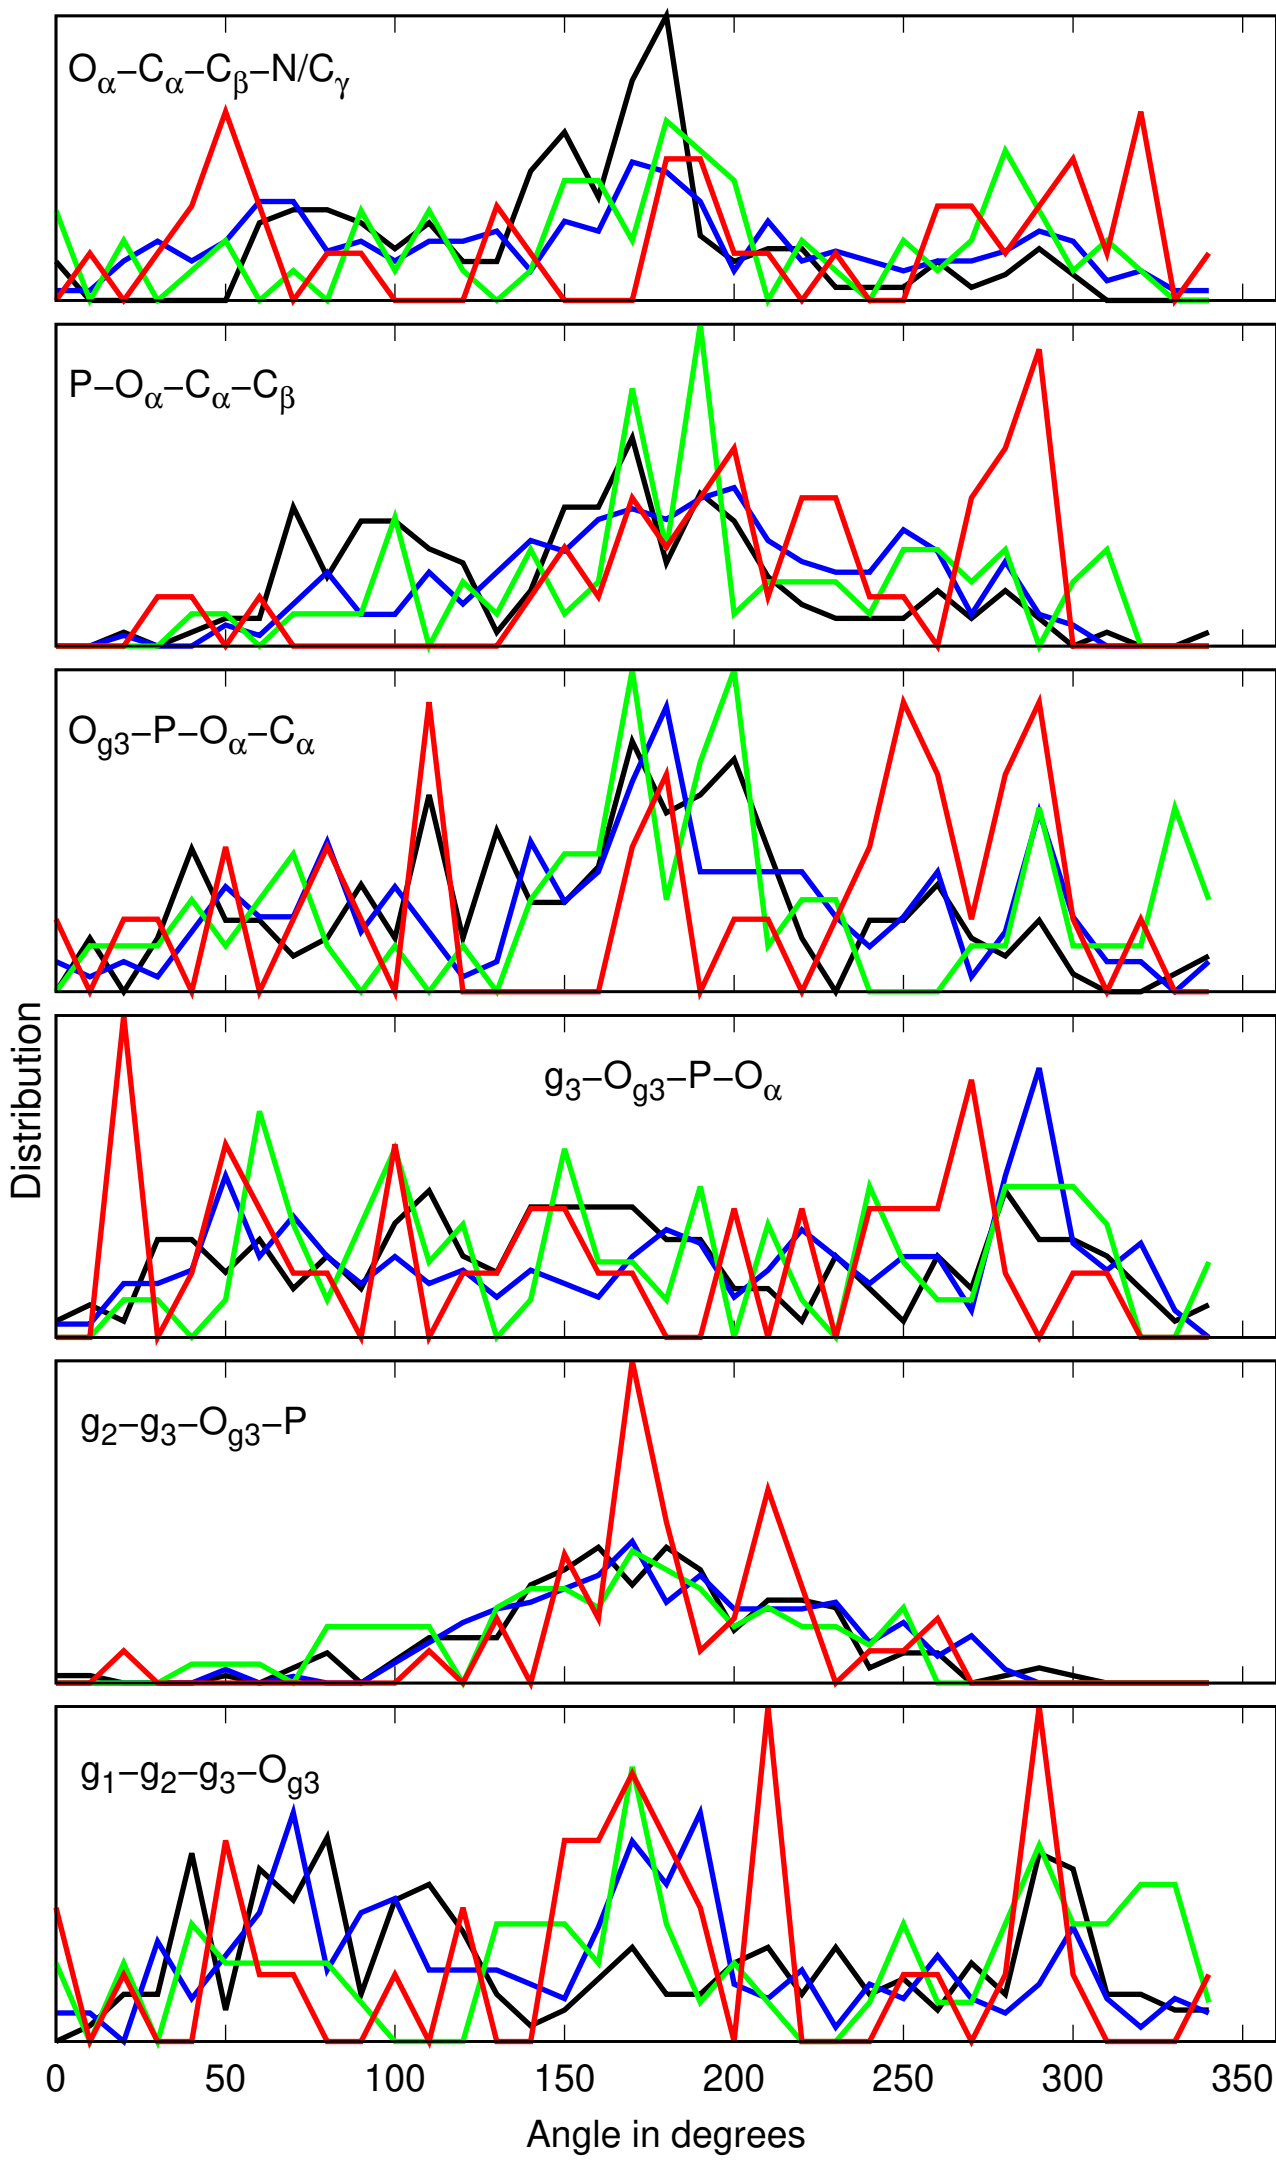 Oα−Cα−Cβ−N/Cγ
P−Oα−Cα−Cβ
Og3−P−Oα−Cα
g3−Og3−P−Oα
g2−g3−Og3−P
g1−g2−g3−Og3
Distribution
0 50 100 150 200 250 300 350
Angle in degrees